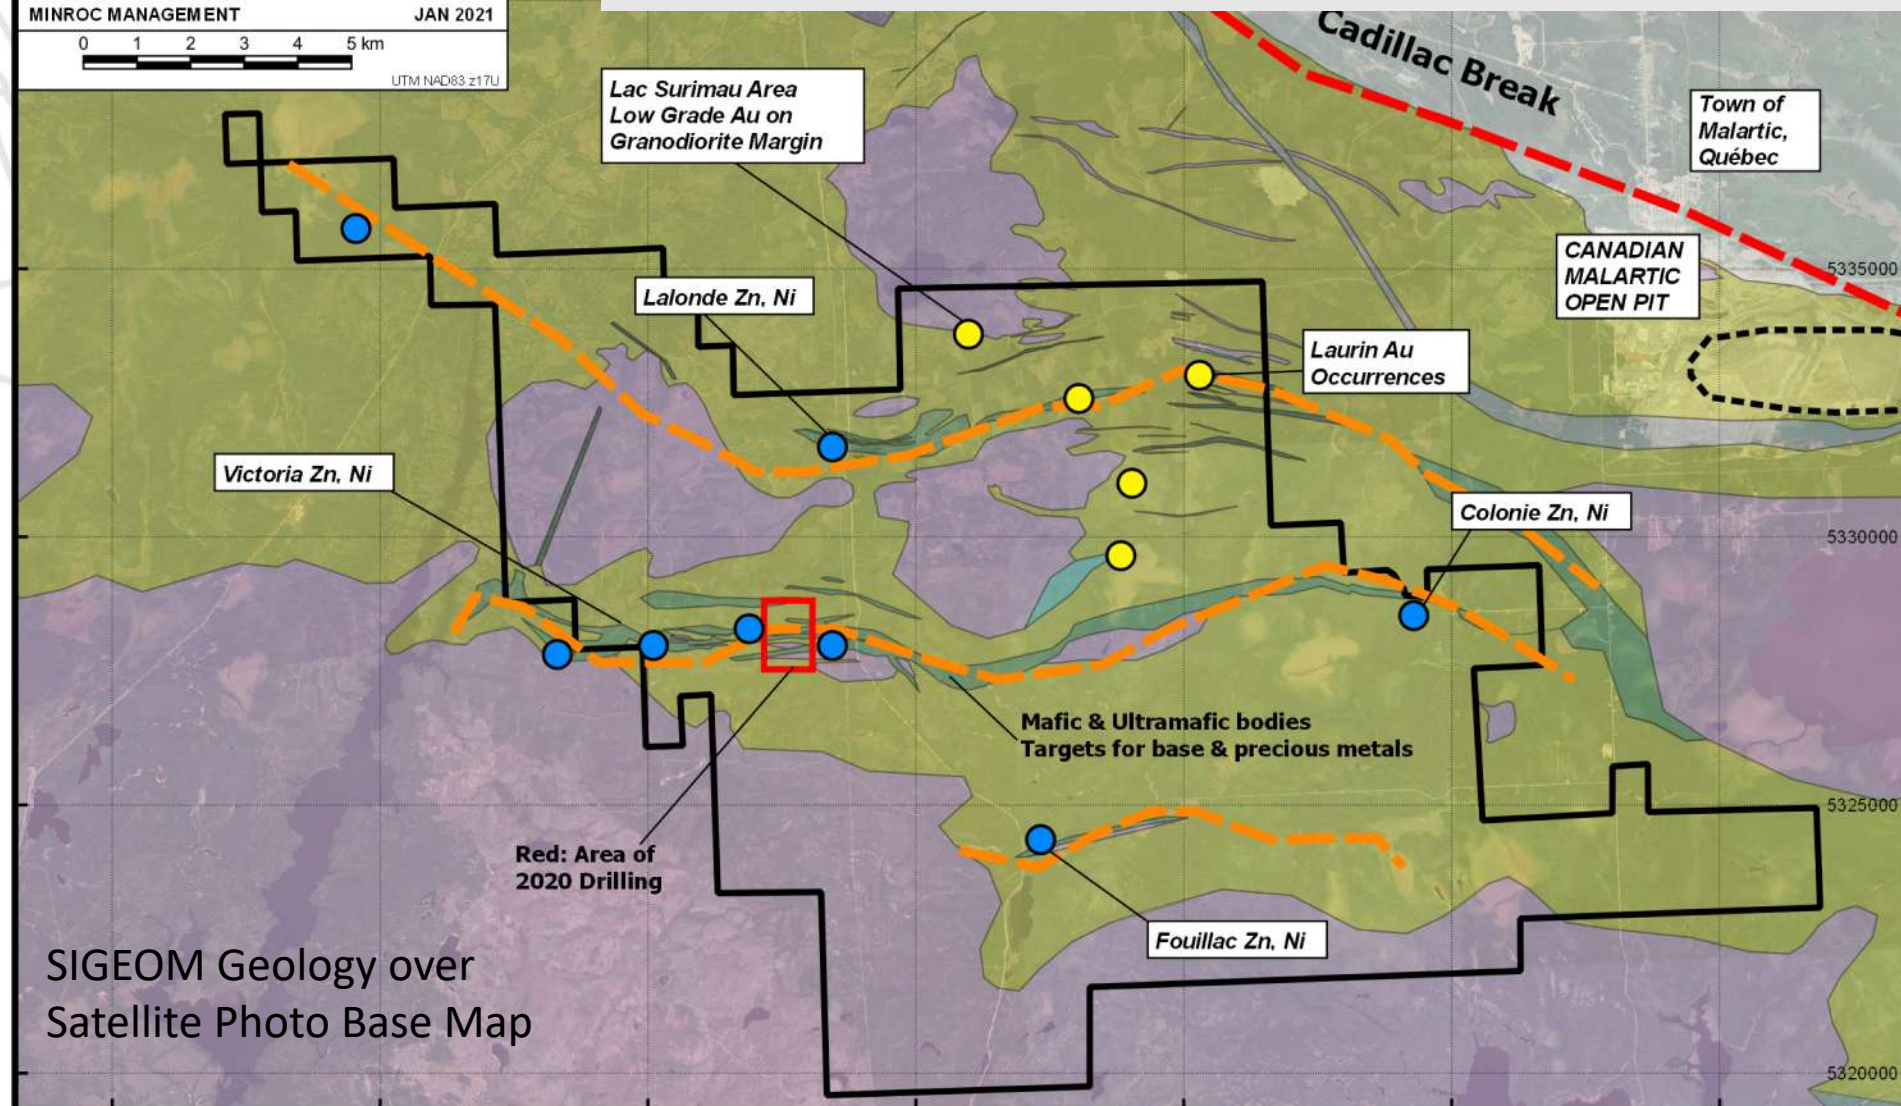 MINROC MANAGEMENT JAN 2021
0 1 2 3 4 5 km
UTM NAD83 z17U
Cadillac Break
Lac Surimau Area
Low Grade Au on
Granodiorite Margin
Town of
Malartic,
Québec
CANADIAN
MALARTIC
OPEN PIT
5335000
Lalonde Zn, Ni
Laurin Au
Occurrences
Victoria Zn, Ni
Colonie Zn, Ni
5330000
Mafic & Ultramafic bodies
Targets for base & precious metals
5325000
Red: Area of
2020 Drilling
Fouillac Zn, Ni
SIGEOM Geology over
Satellite Photo Base Map
5320000